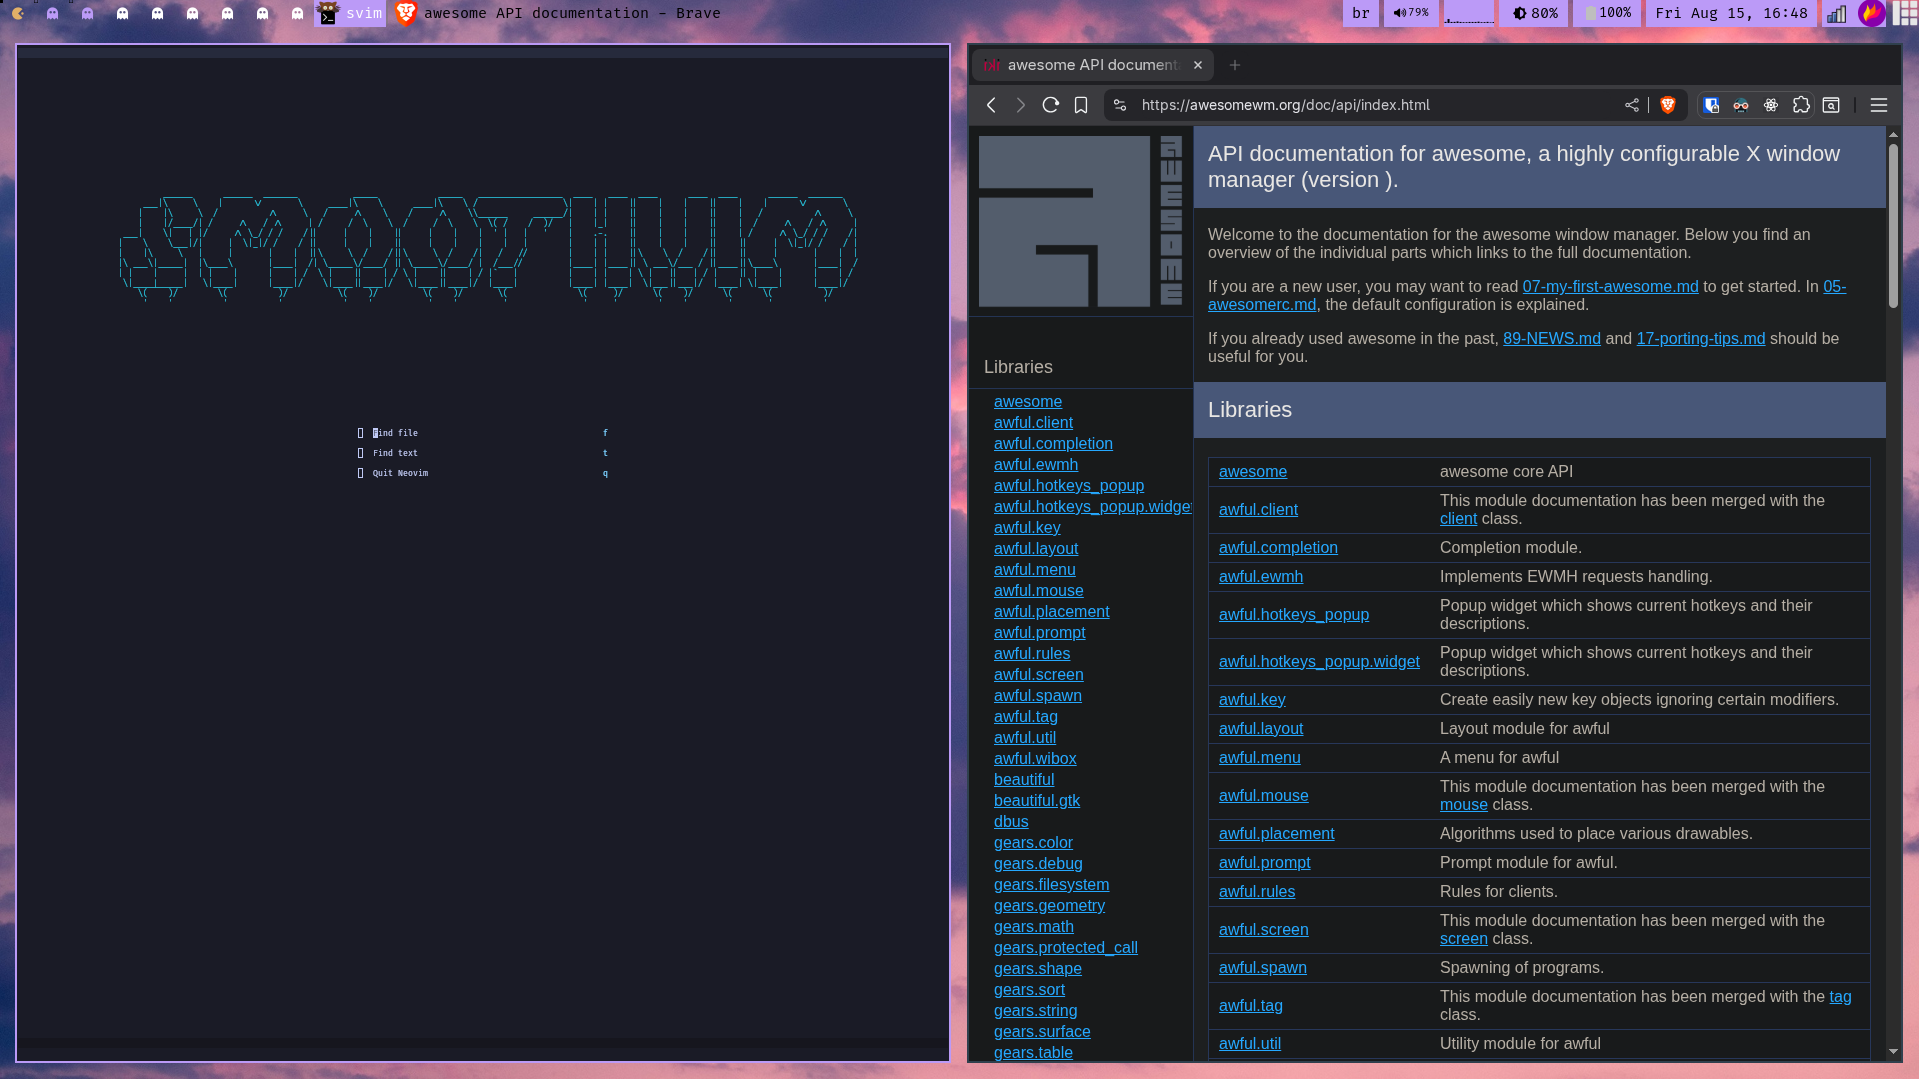 svim
awesome API documentation - Brave
br
79%
80%
100%
Fri Aug 15, 16:48
Find file f
Find text t
Quit Neovim q
awesome API document
https://awesomewm.org/doc/api/index.html
AWESOME
Libraries
awesome
awful.client
awful.completion
awful.ewmh
awful.hotkeys_popup
awful.hotkeys_popup.widget
awful.key
awful.layout
awful.menu
awful.mouse
awful.placement
awful.prompt
awful.rules
awful.screen
awful.spawn
awful.tag
awful.util
awful.wibox
beautiful
beautiful.gtk
dbus
gears.color
gears.debug
gears.filesystem
gears.geometry
gears.math
gears.protected_call
gears.shape
gears.sort
gears.string
gears.surface
gears.table
API documentation for awesome, a highly configurable X window
manager (version ).
Welcome to the documentation for the awesome window manager. Below you find an
overview of the individual parts which links to the full documentation.
If you are a new user, you may want to read 07-my-first-awesome.md to get started. In 05-
awesomerc.md, the default configuration is explained.
If you already used awesome in the past, 89-NEWS.md and 17-porting-tips.md should be
useful for you.
Libraries
awesome awesome core API
awful.client This module documentation has been merged with the
client class.
awful.completion Completion module.
awful.ewmh Implements EWMH requests handling.
awful.hotkeys_popup Popup widget which shows current hotkeys and their
descriptions.
awful.hotkeys_popup.widget Popup widget which shows current hotkeys and their
descriptions.
awful.key Create easily new key objects ignoring certain modifiers.
awful.layout Layout module for awful
awful.menu A menu for awful
awful.mouse This module documentation has been merged with the
mouse class.
awful.placement Algorithms used to place various drawables.
awful.prompt Prompt module for awful.
awful.rules Rules for clients.
awful.screen This module documentation has been merged with the
screen class.
awful.spawn Spawning of programs.
awful.tag This module documentation has been merged with the tag
class.
awful.util Utility module for awful